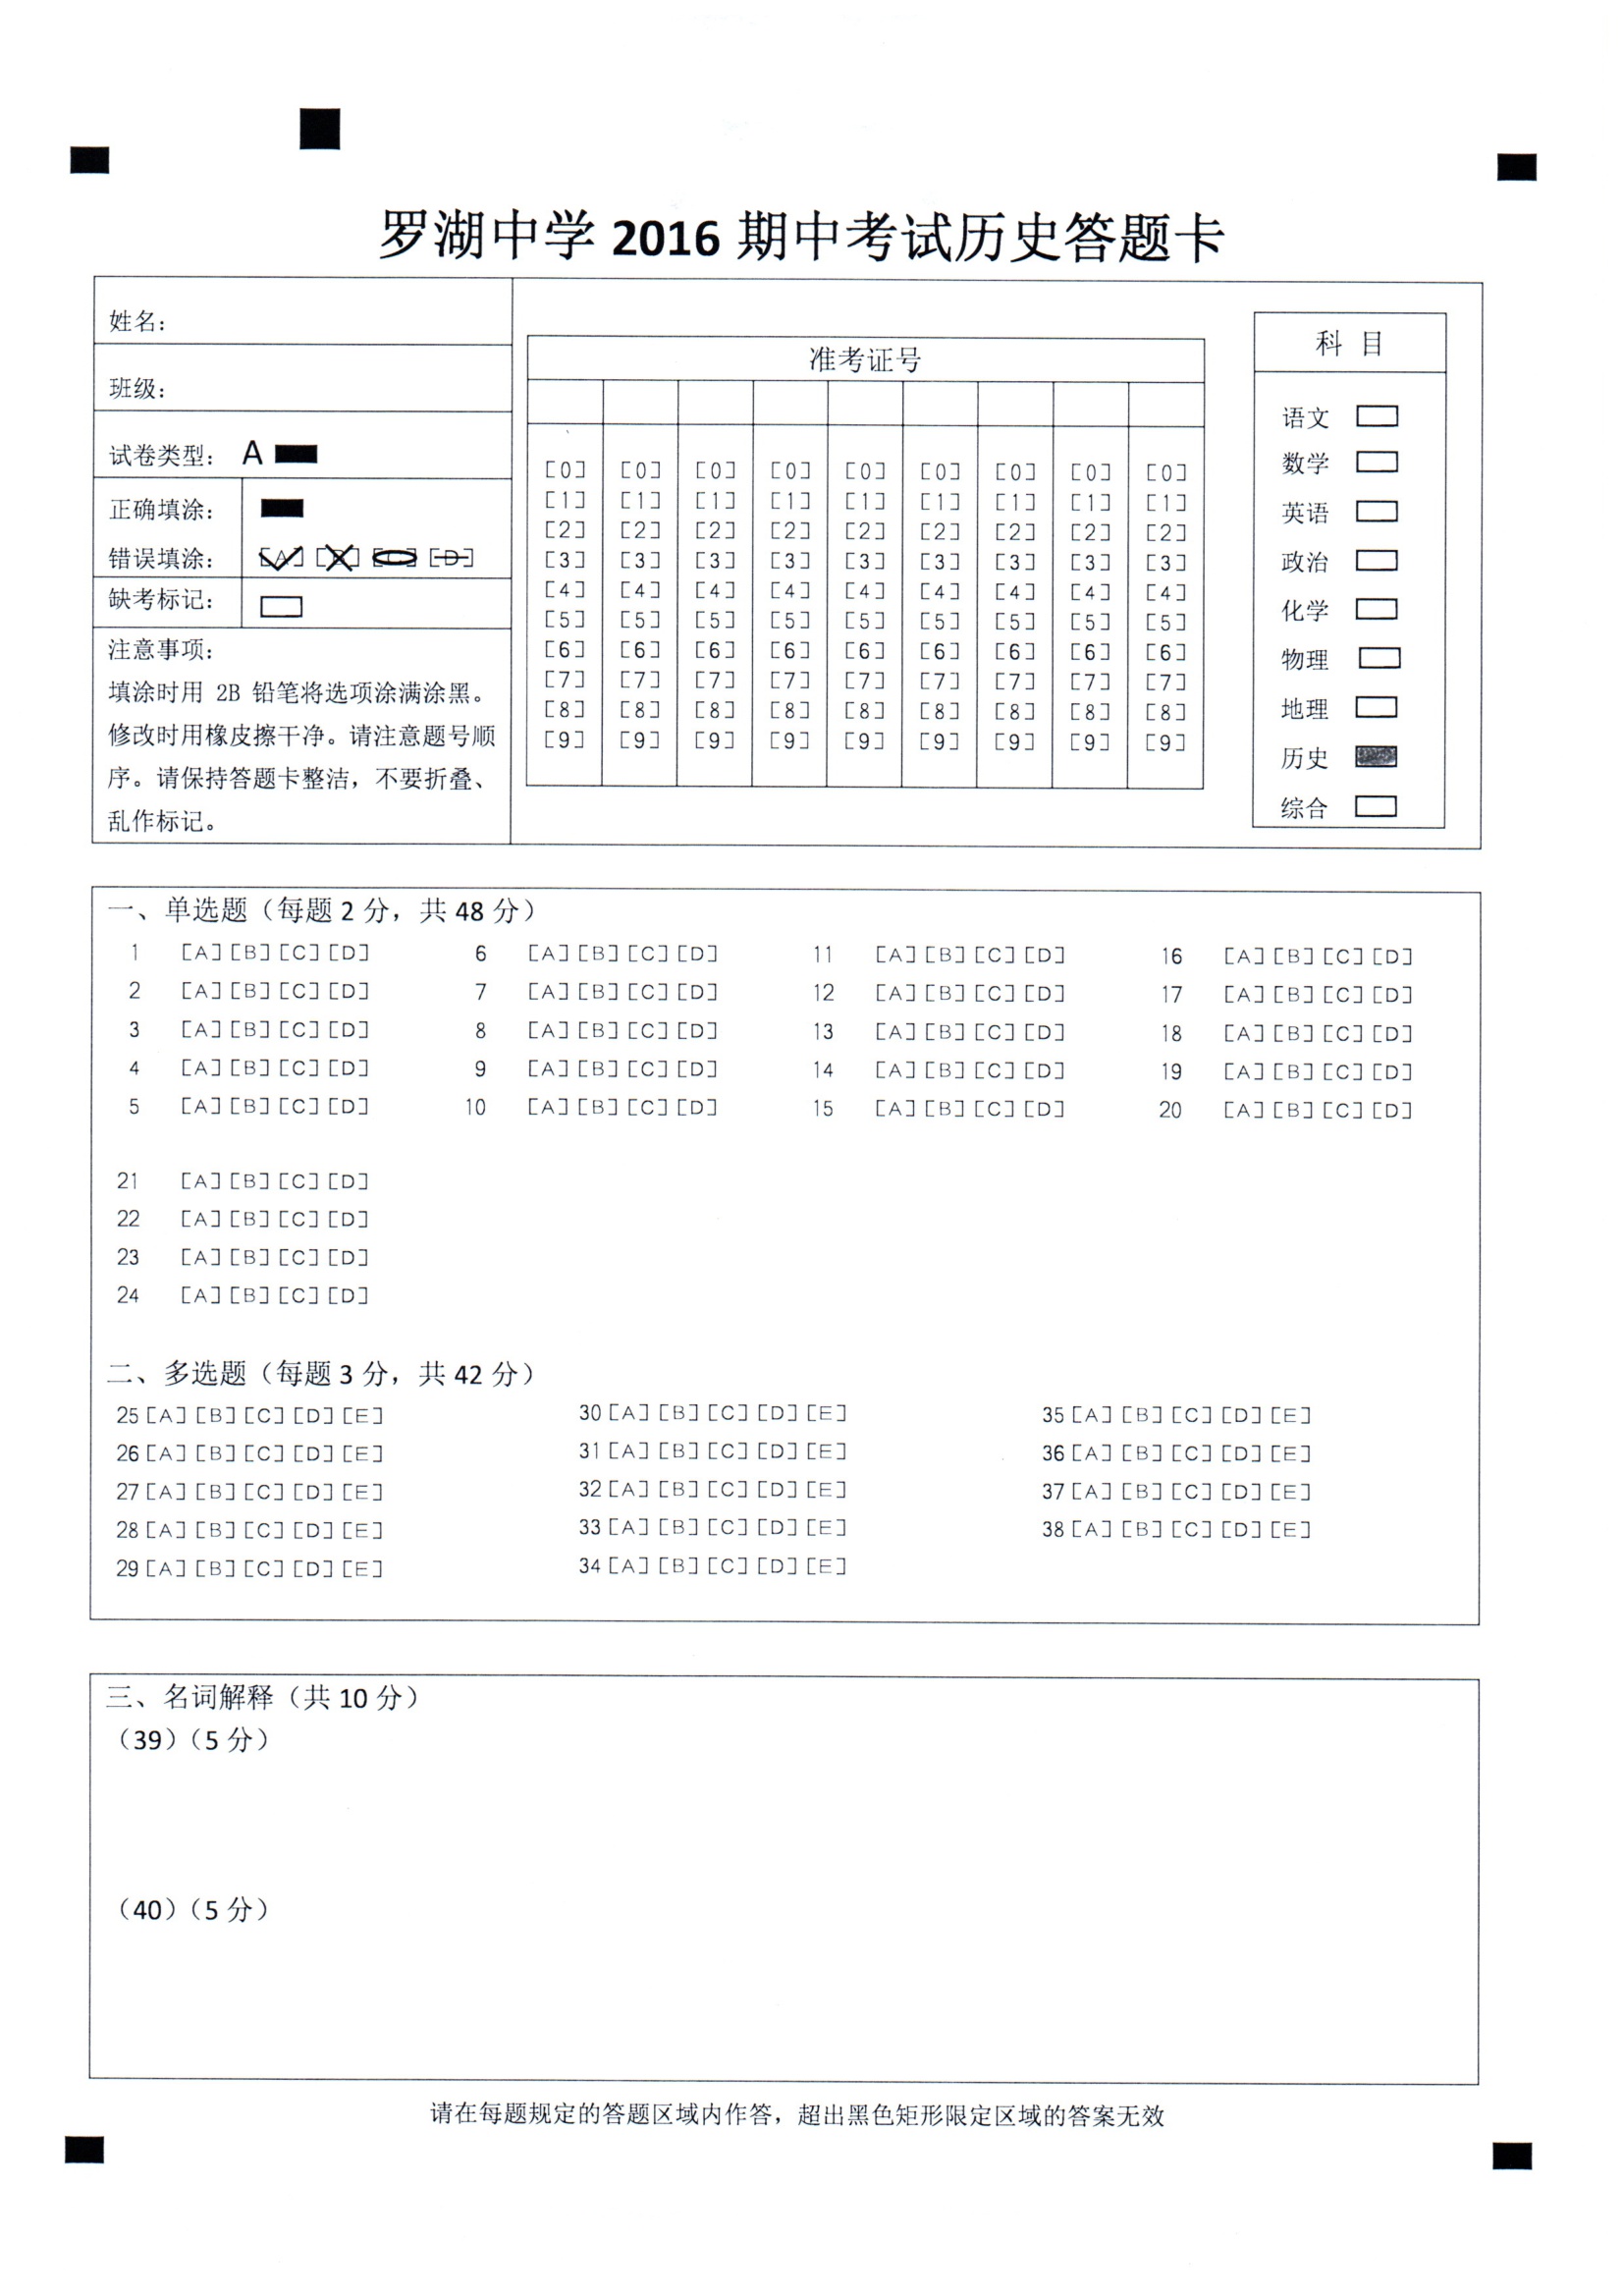 罗湖中学 2016 期中考试历史答题卡
姓名：
班级：
试卷类型： A
正确填涂：
错误填涂： [A] [B] [C] [D]
缺考标记：
注意事项：
填涂时用 2B 铅笔将选项涂满涂黑。
修改时用橡皮擦干净。请注意题号顺
序。请保持答题卡整洁，不要折叠、
乱作标记。
准考证号
[0] [0] [0] [0] [0] [0] [0] [0] [0]
[1] [1] [1] [1] [1] [1] [1] [1] [1]
[2] [2] [2] [2] [2] [2] [2] [2] [2]
[3] [3] [3] [3] [3] [3] [3] [3] [3]
[4] [4] [4] [4] [4] [4] [4] [4] [4]
[5] [5] [5] [5] [5] [5] [5] [5] [5]
[6] [6] [6] [6] [6] [6] [6] [6] [6]
[7] [7] [7] [7] [7] [7] [7] [7] [7]
[8] [8] [8] [8] [8] [8] [8] [8] [8]
[9] [9] [9] [9] [9] [9] [9] [9] [9]
科 目
语文
数学
英语
政治
化学
物理
地理
历史
综合
一、单选题（每题 2 分，共 48 分）
1 [A] [B] [C] [D] 6 [A] [B] [C] [D] 11 [A] [B] [C] [D] 16 [A] [B] [C] [D]
2 [A] [B] [C] [D] 7 [A] [B] [C] [D] 12 [A] [B] [C] [D] 17 [A] [B] [C] [D]
3 [A] [B] [C] [D] 8 [A] [B] [C] [D] 13 [A] [B] [C] [D] 18 [A] [B] [C] [D]
4 [A] [B] [C] [D] 9 [A] [B] [C] [D] 14 [A] [B] [C] [D] 19 [A] [B] [C] [D]
5 [A] [B] [C] [D] 10 [A] [B] [C] [D] 15 [A] [B] [C] [D] 20 [A] [B] [C] [D]
21 [A] [B] [C] [D]
22 [A] [B] [C] [D]
23 [A] [B] [C] [D]
24 [A] [B] [C] [D]
二、多选题（每题 3 分，共 42 分）
25 [A] [B] [C] [D] [E] 30 [A] [B] [C] [D] [E] 35 [A] [B] [C] [D] [E]
26 [A] [B] [C] [D] [E] 31 [A] [B] [C] [D] [E] 36 [A] [B] [C] [D] [E]
27 [A] [B] [C] [D] [E] 32 [A] [B] [C] [D] [E] 37 [A] [B] [C] [D] [E]
28 [A] [B] [C] [D] [E] 33 [A] [B] [C] [D] [E] 38 [A] [B] [C] [D] [E]
29 [A] [B] [C] [D] [E] 34 [A] [B] [C] [D] [E]
三、名词解释（共 10 分）
（39）（5 分）
（40）（5 分）
请在每题规定的答题区域内作答，超出黑色矩形限定区域的答案无效